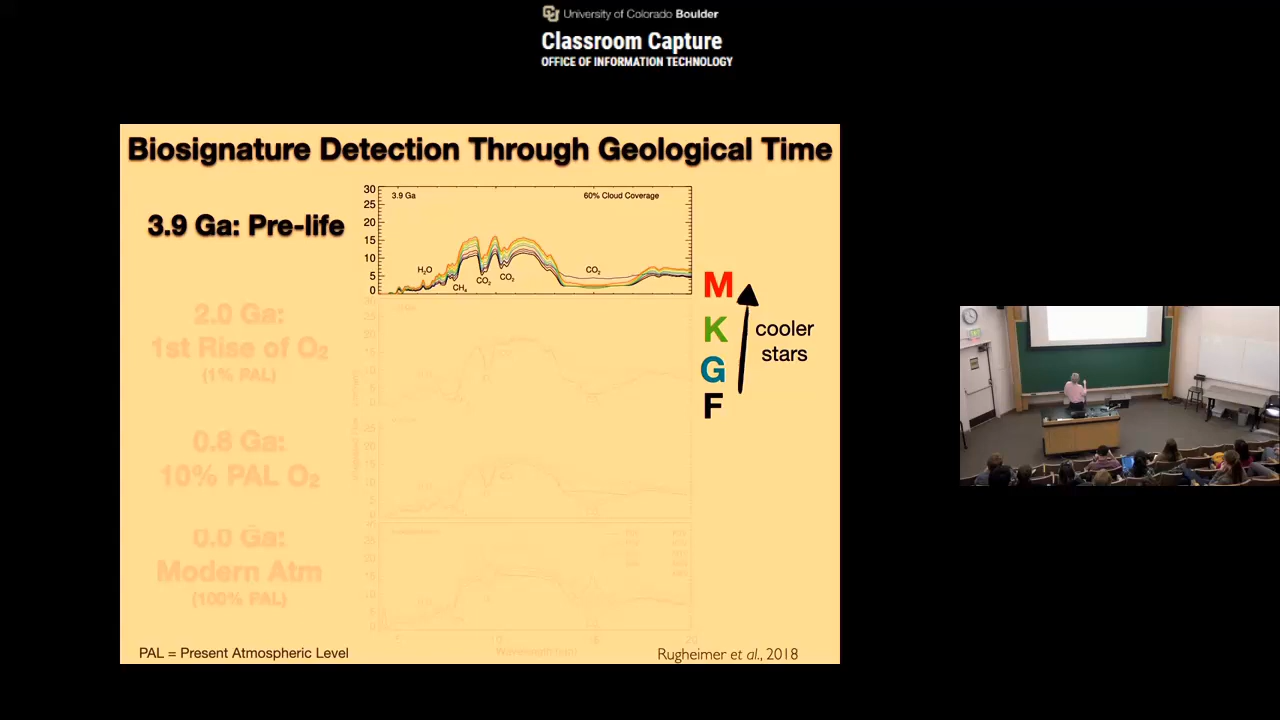 University of Colorado Boulder
Classroom Capture
OFFICE OF INFORMATION TECHNOLOGY
Biosignature Detection Through Geological Time
3.9 Ga: Pre-life
30
25
20
15
10
5
0
3.9 Ga
60% Cloud Coverage
H₂O
CH₄
CO₂
CO₂
CO₂
M
K
G
F
cooler
stars
2.0 Ga:
1st Rise of O₂
(1% PAL)
0.8 Ga:
10% PAL O₂
0.0 Ga:
Modern Atm
(100% PAL)
PAL = Present Atmospheric Level
Rugheimer et al., 2018